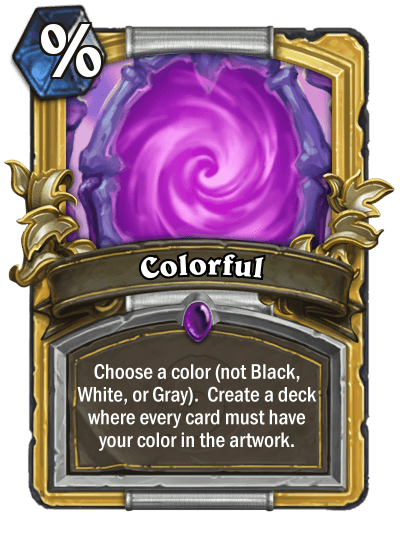 %
Colorful
Choose a color (not Black,
White, or Gray).  Create a deck
where every card must have
your color in the artwork.